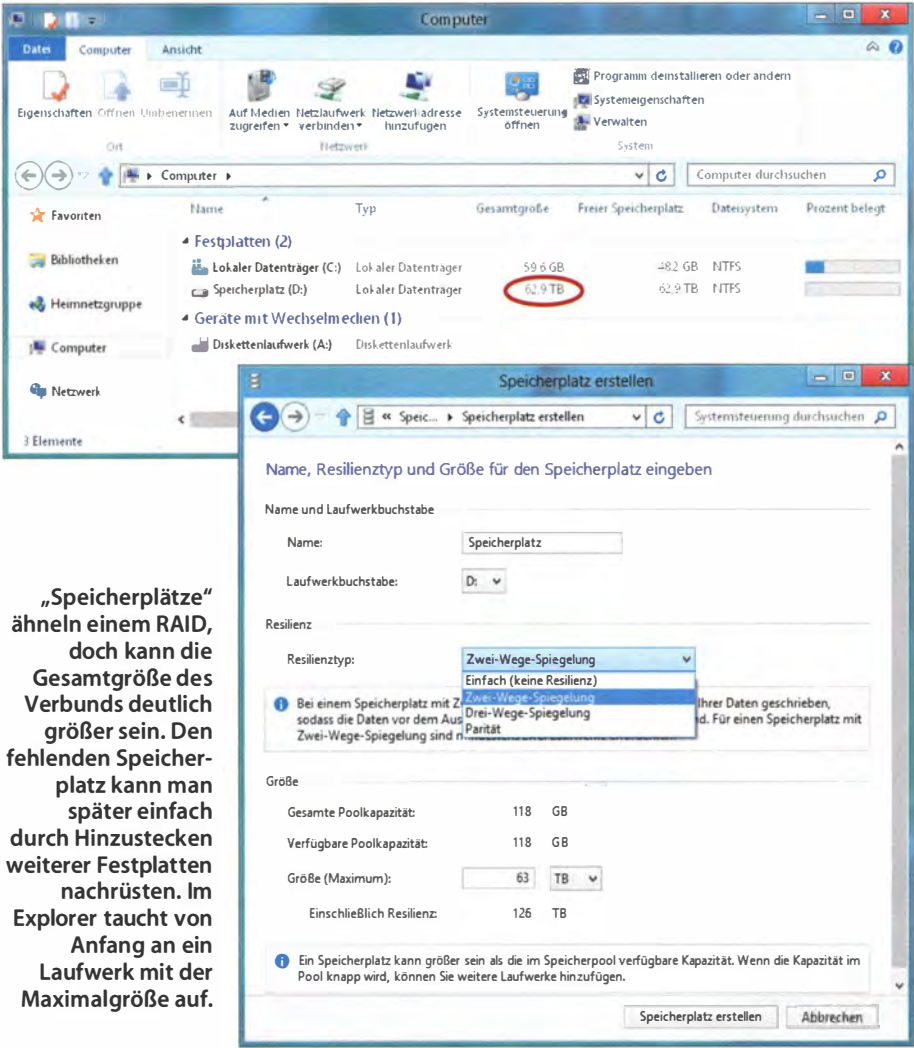 Computer
Datei Computer Ansicht
Eigenschaften Öffnen Umbenennen
Auf Medien zugreifen
Netzlaufwerk verbinden
Netzwerkadresse hinzufügen
Systemsteuerung öffnen
Programm deinstallieren oder ändern
Systemeigenschaften
Verwalten
Ort Netzwerk System
Computer
Computer durchsuchen
Name Typ Gesamtgröße Freier Speicherplatz Dateisystem Prozent belegt
Favoriten
Bibliotheken
Heimnetzgruppe
Computer
Netzwerk
Festplatten (2)
Lokaler Datenträger (C:) Lokaler Datenträger 59,6 GB 48,2 GB NTFS
Speicherplatz (D:) Lokaler Datenträger 62,9 TB 62,9 TB NTFS
Geräte mit Wechselmedien (1)
Diskettenlaufwerk (A:) Diskettenlaufwerk
3 Elemente
Speicherplatz erstellen
« Speic... Speicherplatz erstellen
Systemsteuerung durchsuchen
Name, Resilienztyp und Größe für den Speicherplatz eingeben
Name und Laufwerkbuchstabe
Name: Speicherplatz
Laufwerkbuchstabe: D:
Resilienz
Resilienztyp: Zwei-Wege-Spiegelung
Einfach (keine Resilienz)
Zwei-Wege-Spiegelung
Drei-Wege-Spiegelung
Parität
Bei einem Speicherplatz mit Ihrer Daten geschrieben,
sodass die Daten vor dem Für einen Speicherplatz mit
Zwei-Wege-Spiegelung sind
Größe
Gesamte Poolkapazität: 118 GB
Verfügbare Poolkapazität: 118 GB
Größe (Maximum): 63 TB
Einschließlich Resilienz: 126 TB
Ein Speicherplatz kann größer sein als die im Speicherpool verfügbare Kapazität. Wenn die Kapazität im
Pool knapp wird, können Sie weitere Laufwerke hinzufügen.
Speicherplatz erstellen Abbrechen
„Speicherplätze“
ähneln einem RAID,
doch kann die
Gesamtgröße des
Verbunds deutlich
größer sein. Den
fehlenden Speicher-
platz kann man
später einfach
durch Hinzustecken
weiterer Festplatten
nachrüsten. Im
Explorer taucht von
Anfang an ein
Laufwerk mit der
Maximalgröße auf.